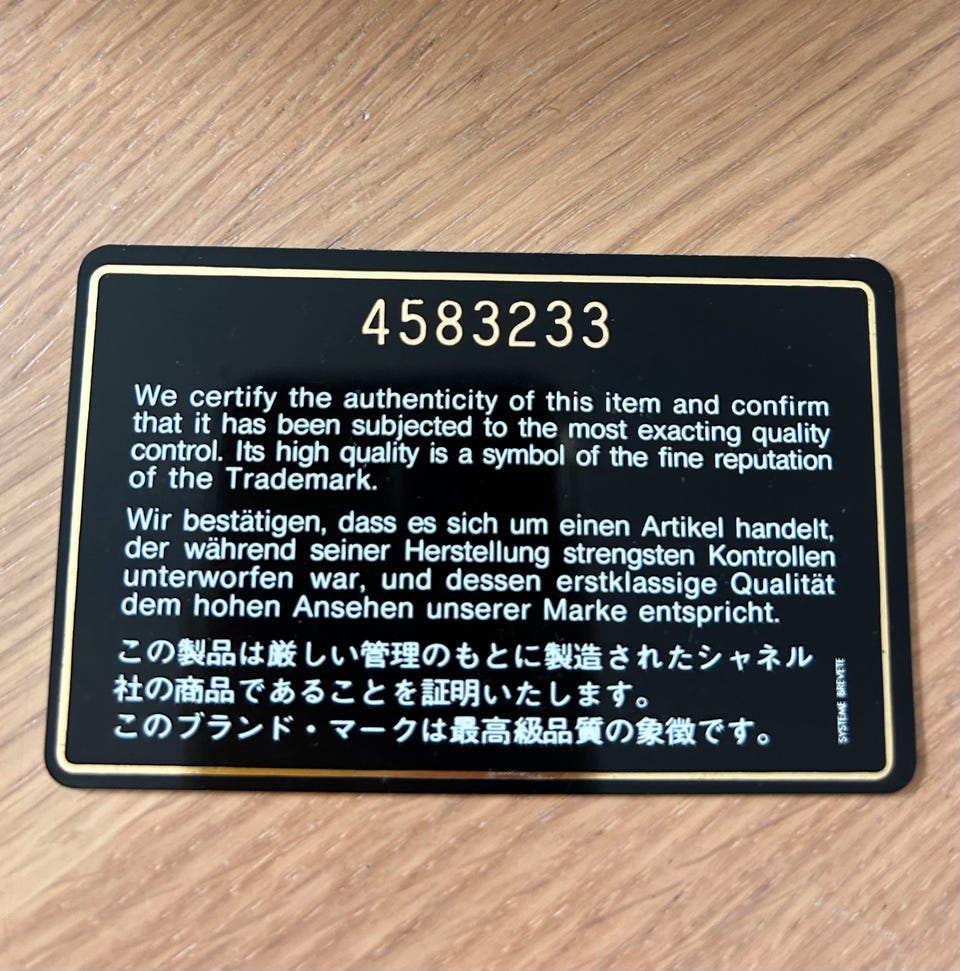 4583233
We certify the authenticity of this item and confirm
that it has been subjected to the most exacting quality
control. Its high quality is a symbol of the fine reputation
of the Trademark.
Wir bestätigen, dass es sich um einen Artikel handelt,
der während seiner Herstellung strengsten Kontrollen
unterworfen war, und dessen erstklassige Qualität
dem hohen Ansehen unserer Marke entspricht.
この製品は厳しい管理のもとに製造されたシャネル
社の商品であることを証明いたします。
このブランド・マークは最高級品質の象徴です。
SYSTEME BREVETE